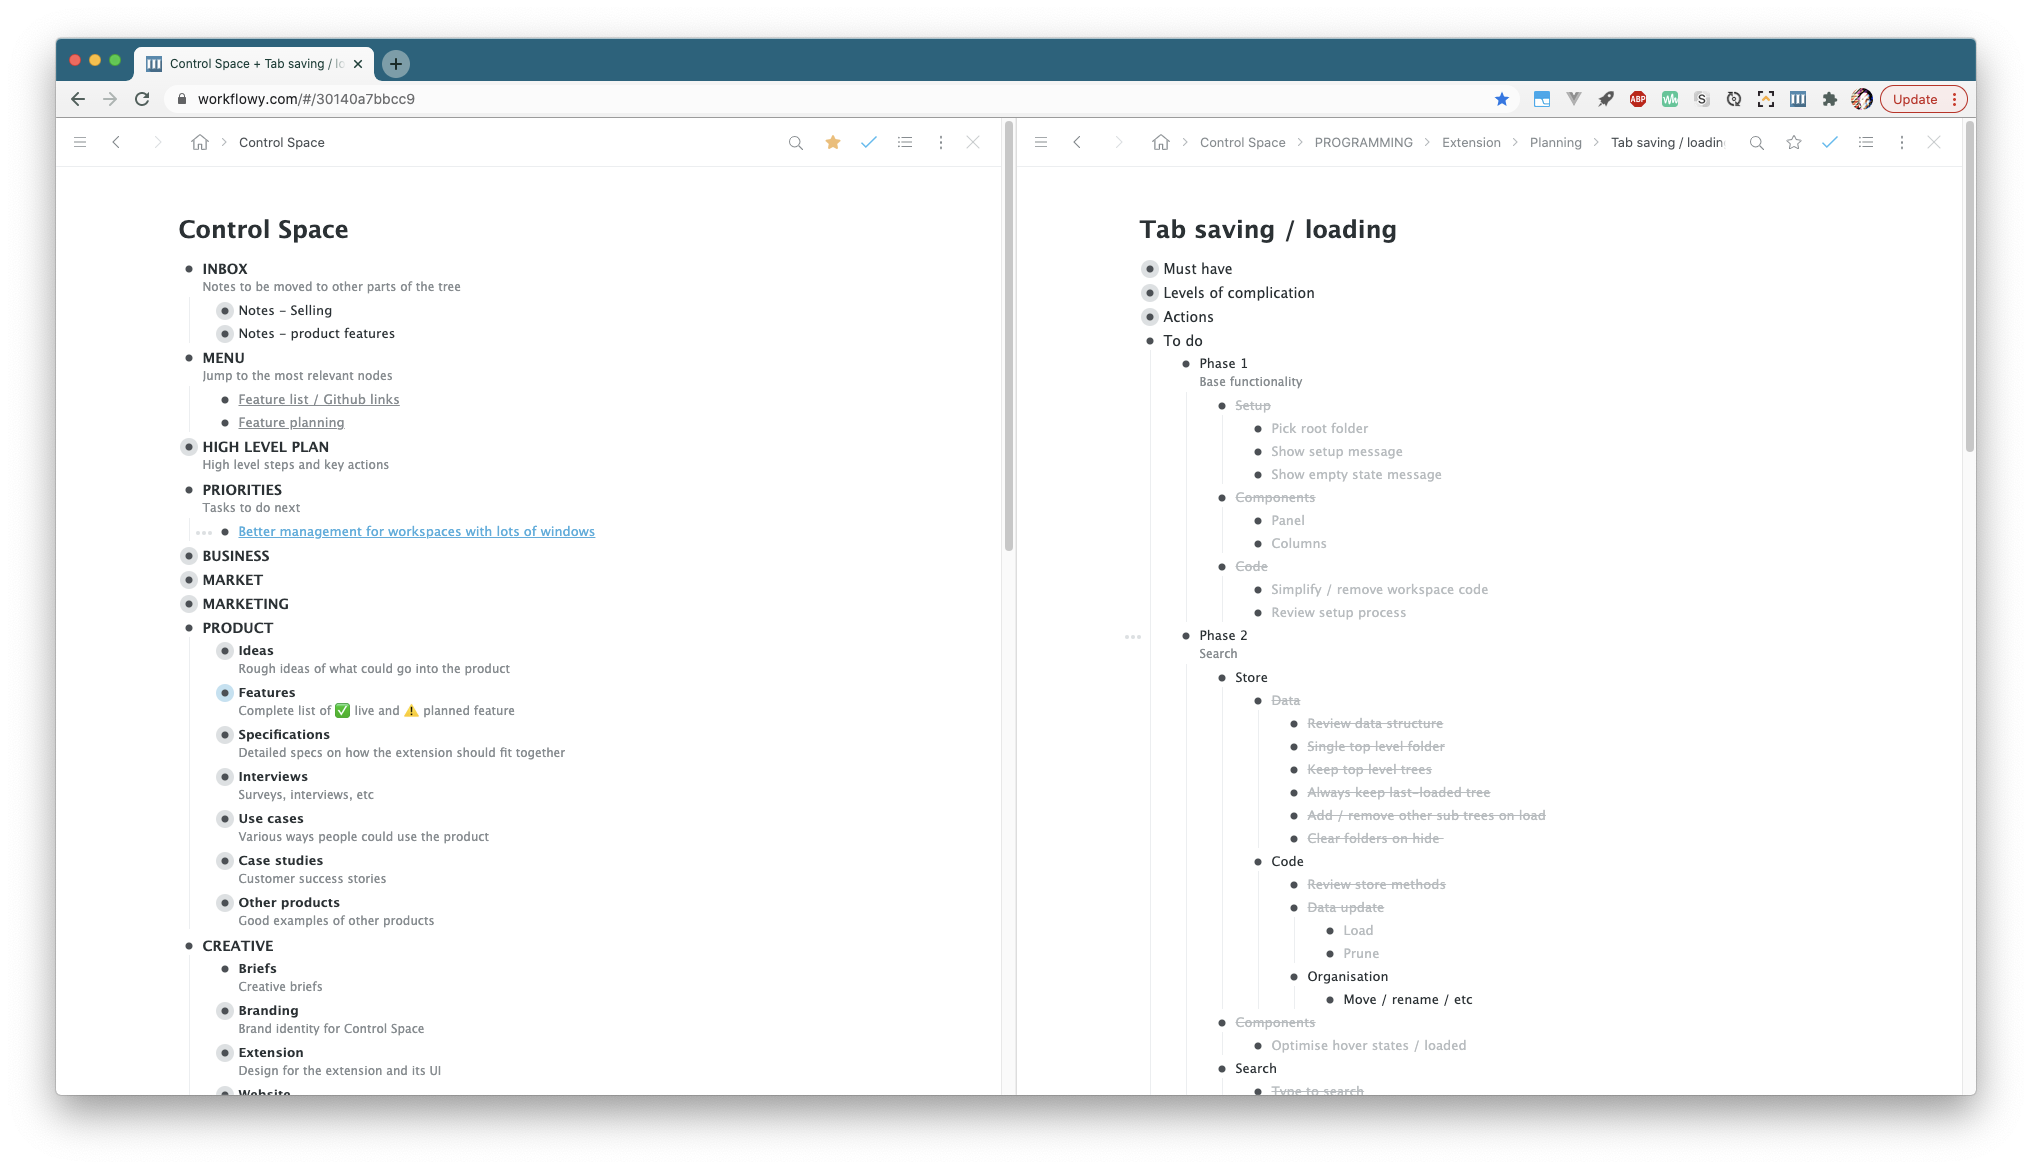 Control Space + Tab saving / lo
workflowy.com/#/30140a7bbcc9
ABP
S
Update
Control Space
Control Space
INBOX
Notes to be moved to other parts of the tree
Notes - Selling
Notes - product features
MENU
Jump to the most relevant nodes
Feature list / Github links
Feature planning
HIGH LEVEL PLAN
High level steps and key actions
PRIORITIES
Tasks to do next
Better management for workspaces with lots of windows
BUSINESS
MARKET
MARKETING
PRODUCT
Ideas
Rough ideas of what could go into the product
Features
Complete list of ✅ live and ⚠️ planned feature
Specifications
Detailed specs on how the extension should fit together
Interviews
Surveys, interviews, etc
Use cases
Various ways people could use the product
Case studies
Customer success stories
Other products
Good examples of other products
CREATIVE
Briefs
Creative briefs
Branding
Brand identity for Control Space
Extension
Design for the extension and its UI
Website
Control Space > PROGRAMMING > Extension > Planning > Tab saving / loadin
Tab saving / loading
Must have
Levels of complication
Actions
To do
Phase 1
Base functionality
Setup
Pick root folder
Show setup message
Show empty state message
Components
Panel
Columns
Code
Simplify / remove workspace code
Review setup process
Phase 2
Search
Store
Data
Review data structure
Single top level folder
Keep top level trees
Always keep last-loaded tree
Add / remove other sub trees on load
Clear folders on hide
Code
Review store methods
Data update
Load
Prune
Organisation
Move / rename / etc
Components
Optimise hover states / loaded
Search
Type to search